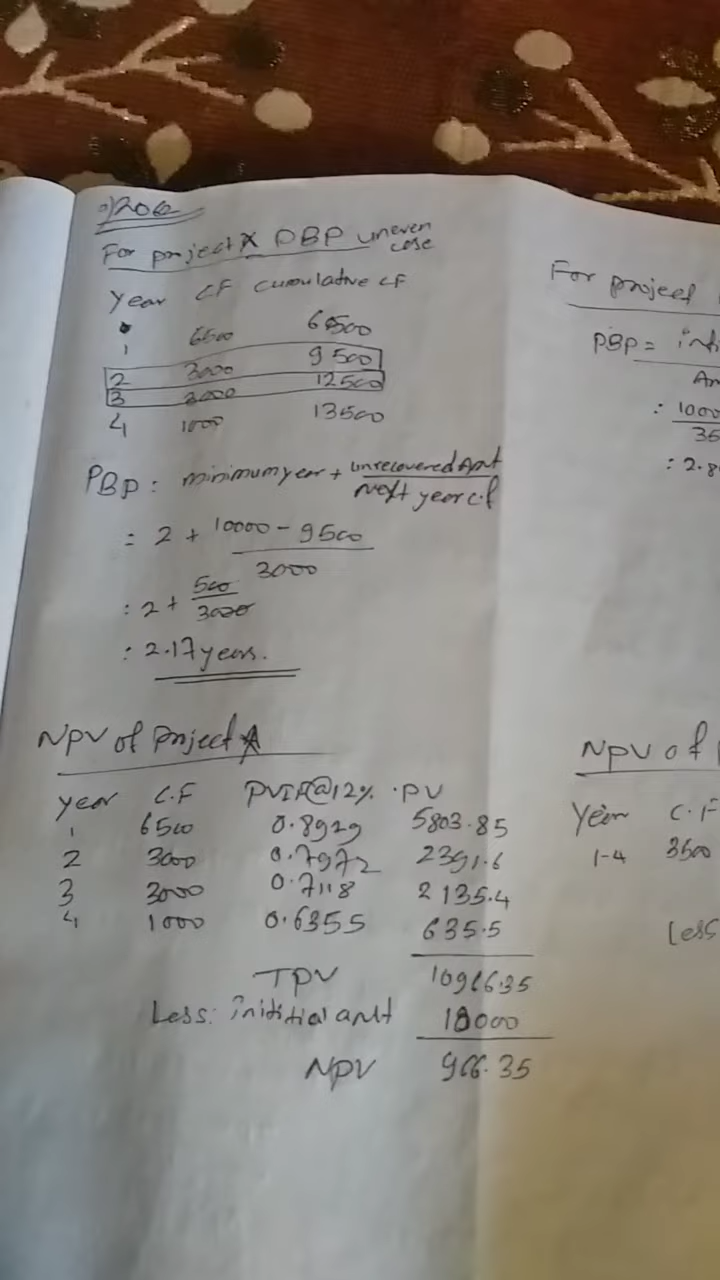 For project X PBP uneven case
Year CF cumulative CF
1 6500 6500
2 3000 9500
3 3000 12500
4 1000 13500
PBP : minimum year + unrecovered Amt
Next year c.f
= 2 + 10000 - 9500
3000
: 2 + 500
3000
: 2.17 years.
NPV of project
year C.F PVIF@12% PV
1 6500 0.8929 5803.85
2 3000 0.7972 2391.6
3 3000 0.7118 2135.4
4 1000 0.6355 635.5
TPV 10966.35
Less: initial amt 10000
NPV 966.35
For project
PBP =
: 1000
35
: 2.8
NPV of
Year C.F
1-4 3500
Less